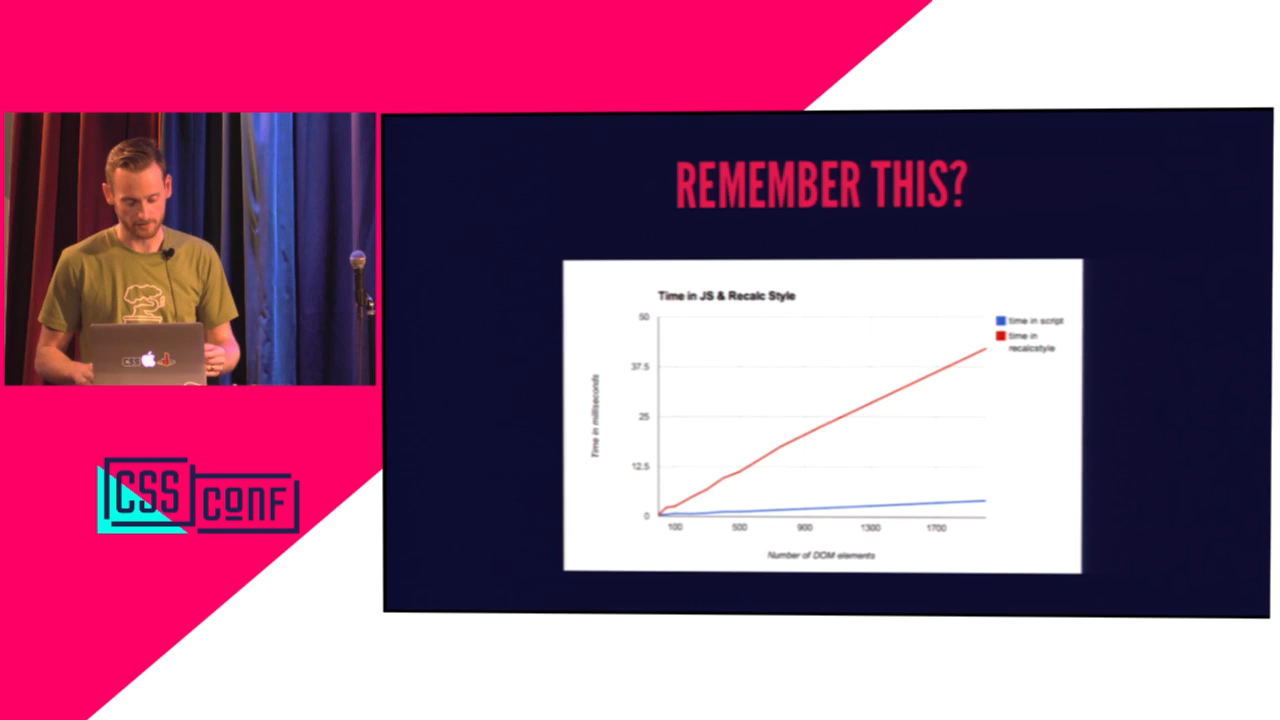 REMEMBER THIS?
Time in JS & Recalc Style
50
37.5
25
12.5
0
Time in milliseconds
100
500
900
1300
1700
Number of DOM elements
time in script
time in
recalcstyle
CSS
CSS
CONF